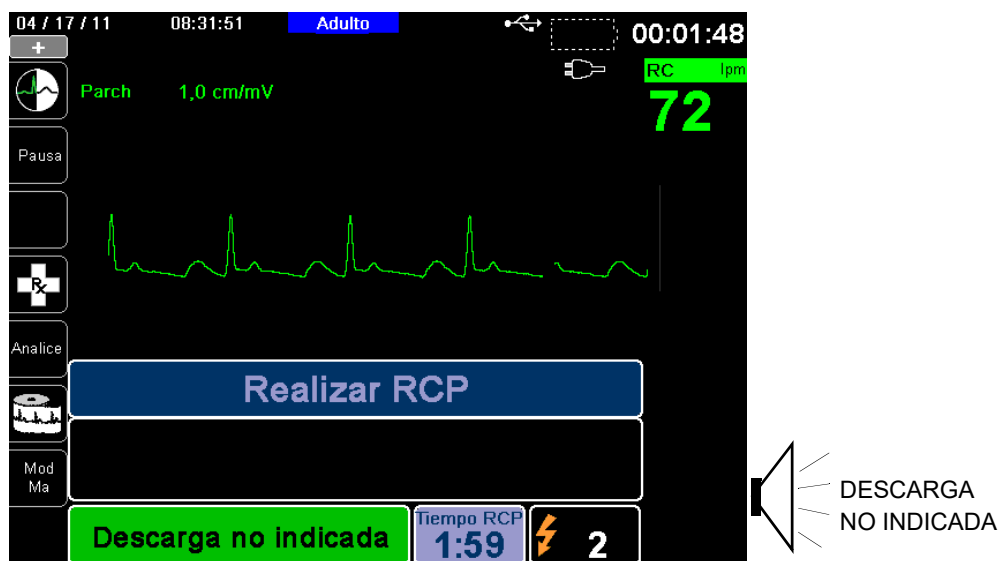 04 / 17 / 11 08:31:51 Adulto 00:01:48
+
RC lpm
72
Parch 1,0 cm/mV
Pausa
Rx
Analice
Mod
Ma
Realizar RCP
Descarga no indicada
Tiempo RCP
1:59
2
DESCARGA
NO INDICADA